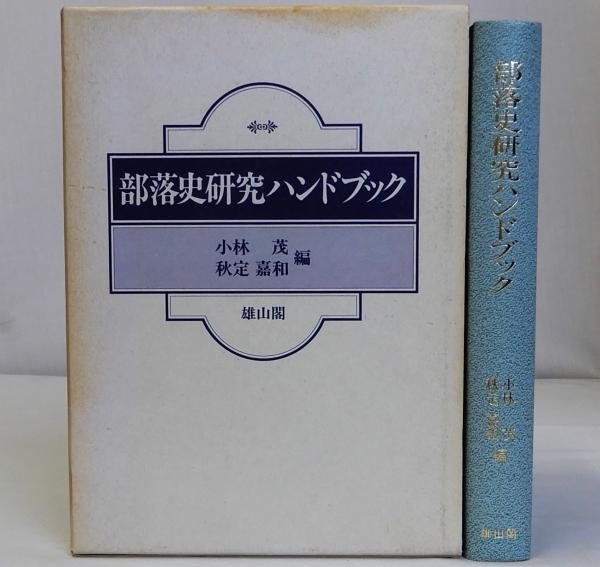 部落史研究ハンドブック
小林 茂
秋定 嘉和
編
雄山閣
部落史研究ハンドブック
小林 茂
秋定 嘉和
編
雄山閣